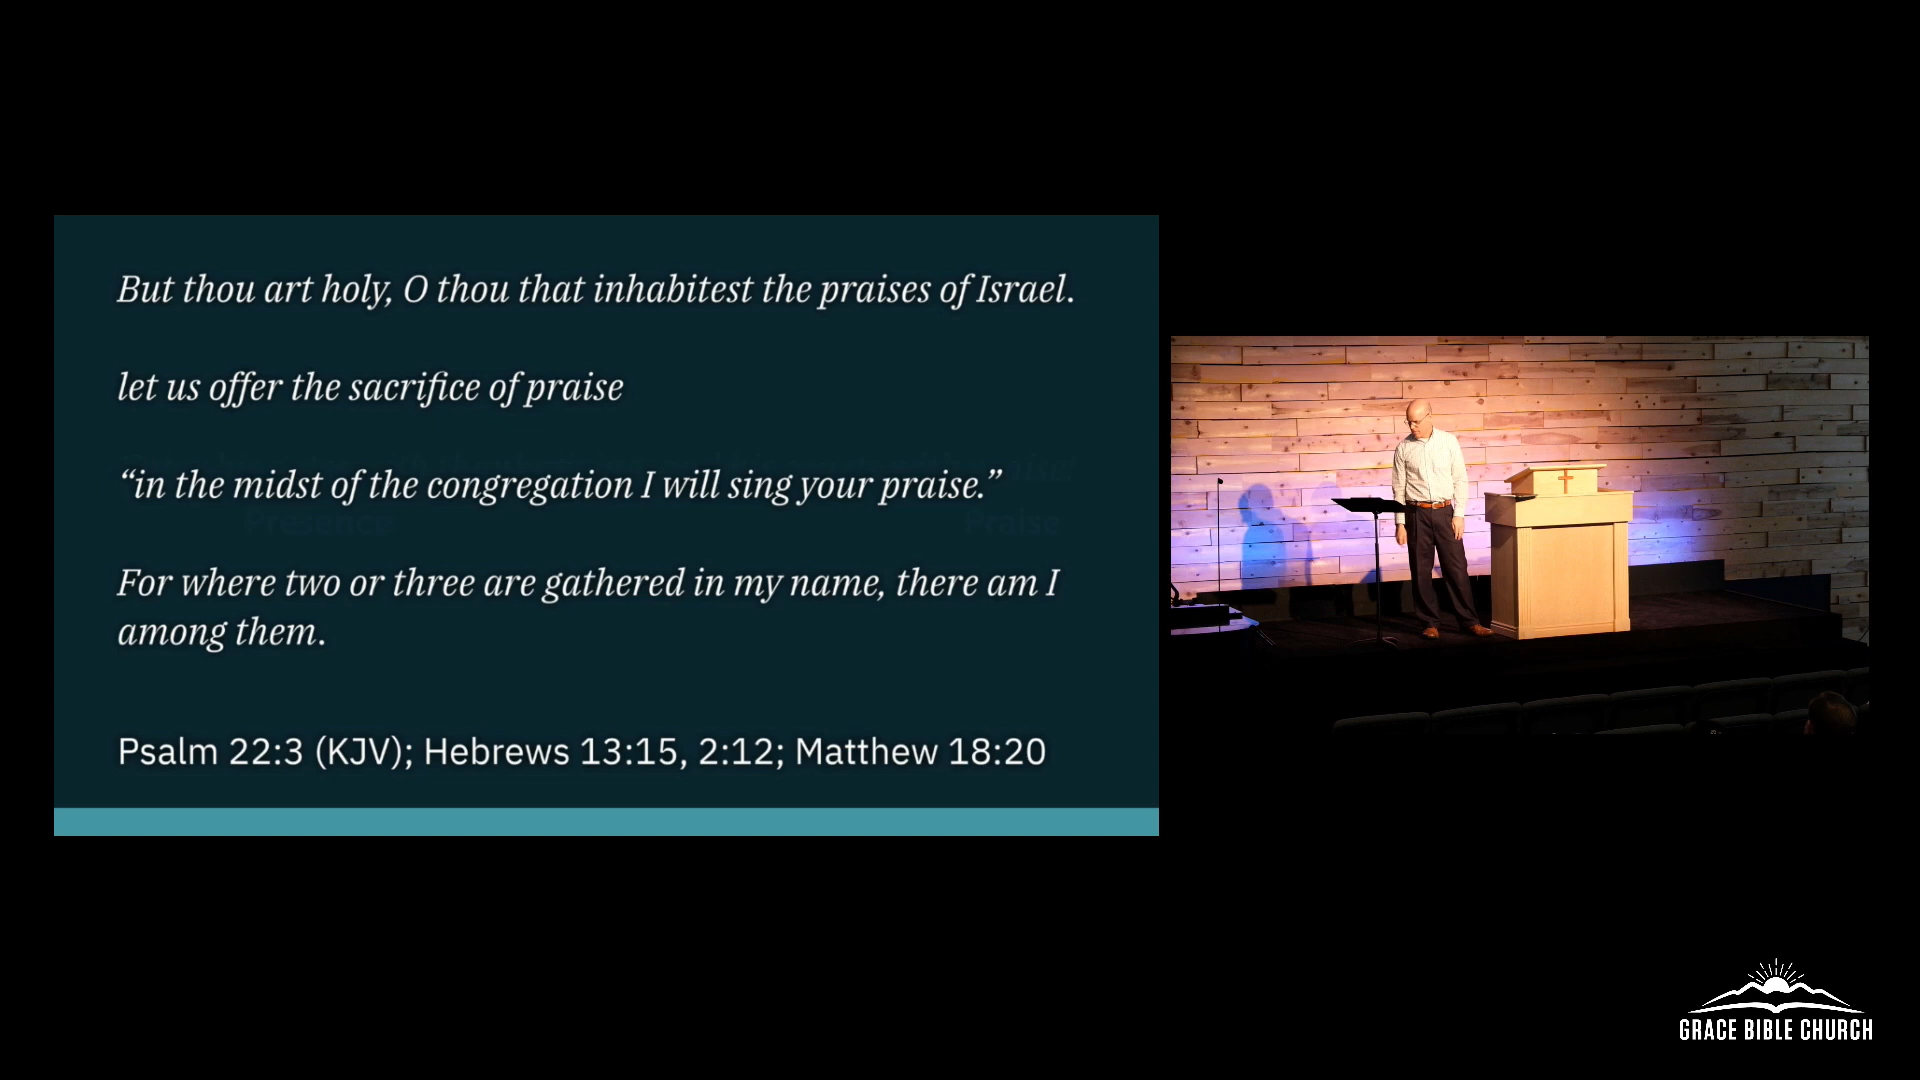 But thou art holy, O thou that inhabitest the praises of Israel.
let us offer the sacrifice of praise
“in the midst of the congregation I will sing your praise.”
Presence
Praise
For where two or three are gathered in my name, there am I
among them.
Psalm 22:3 (KJV); Hebrews 13:15, 2:12; Matthew 18:20
GRACE BIBLE CHURCH